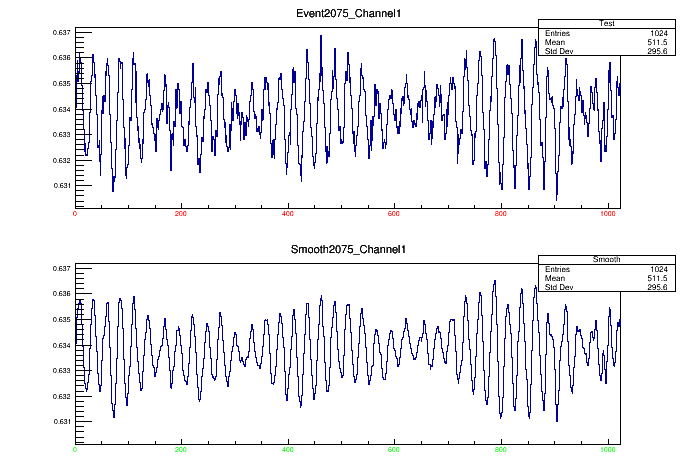 Event2075_Channel1
Test
Entries 1024
Mean 511.5
Std Dev 295.6
0.637
0.636
0.635
0.634
0.633
0.632
0.631
0 200 400 600 800 1000
Smooth2075_Channel1
Smooth
Entries 1024
Mean 511.5
Std Dev 295.6
0.637
0.636
0.635
0.634
0.633
0.632
0.631
0 200 400 600 800 1000